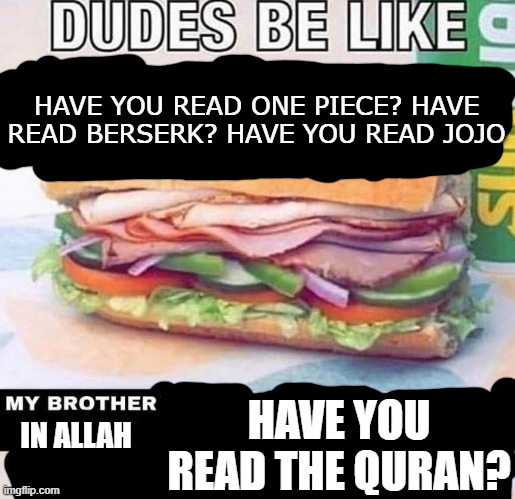 DUDES BE LIKE
HAVE YOU READ ONE PIECE? HAVE
READ BERSERK? HAVE YOU READ JOJO
MY BROTHER
IN ALLAH
HAVE YOU
READ THE QURAN?
imgflip.com